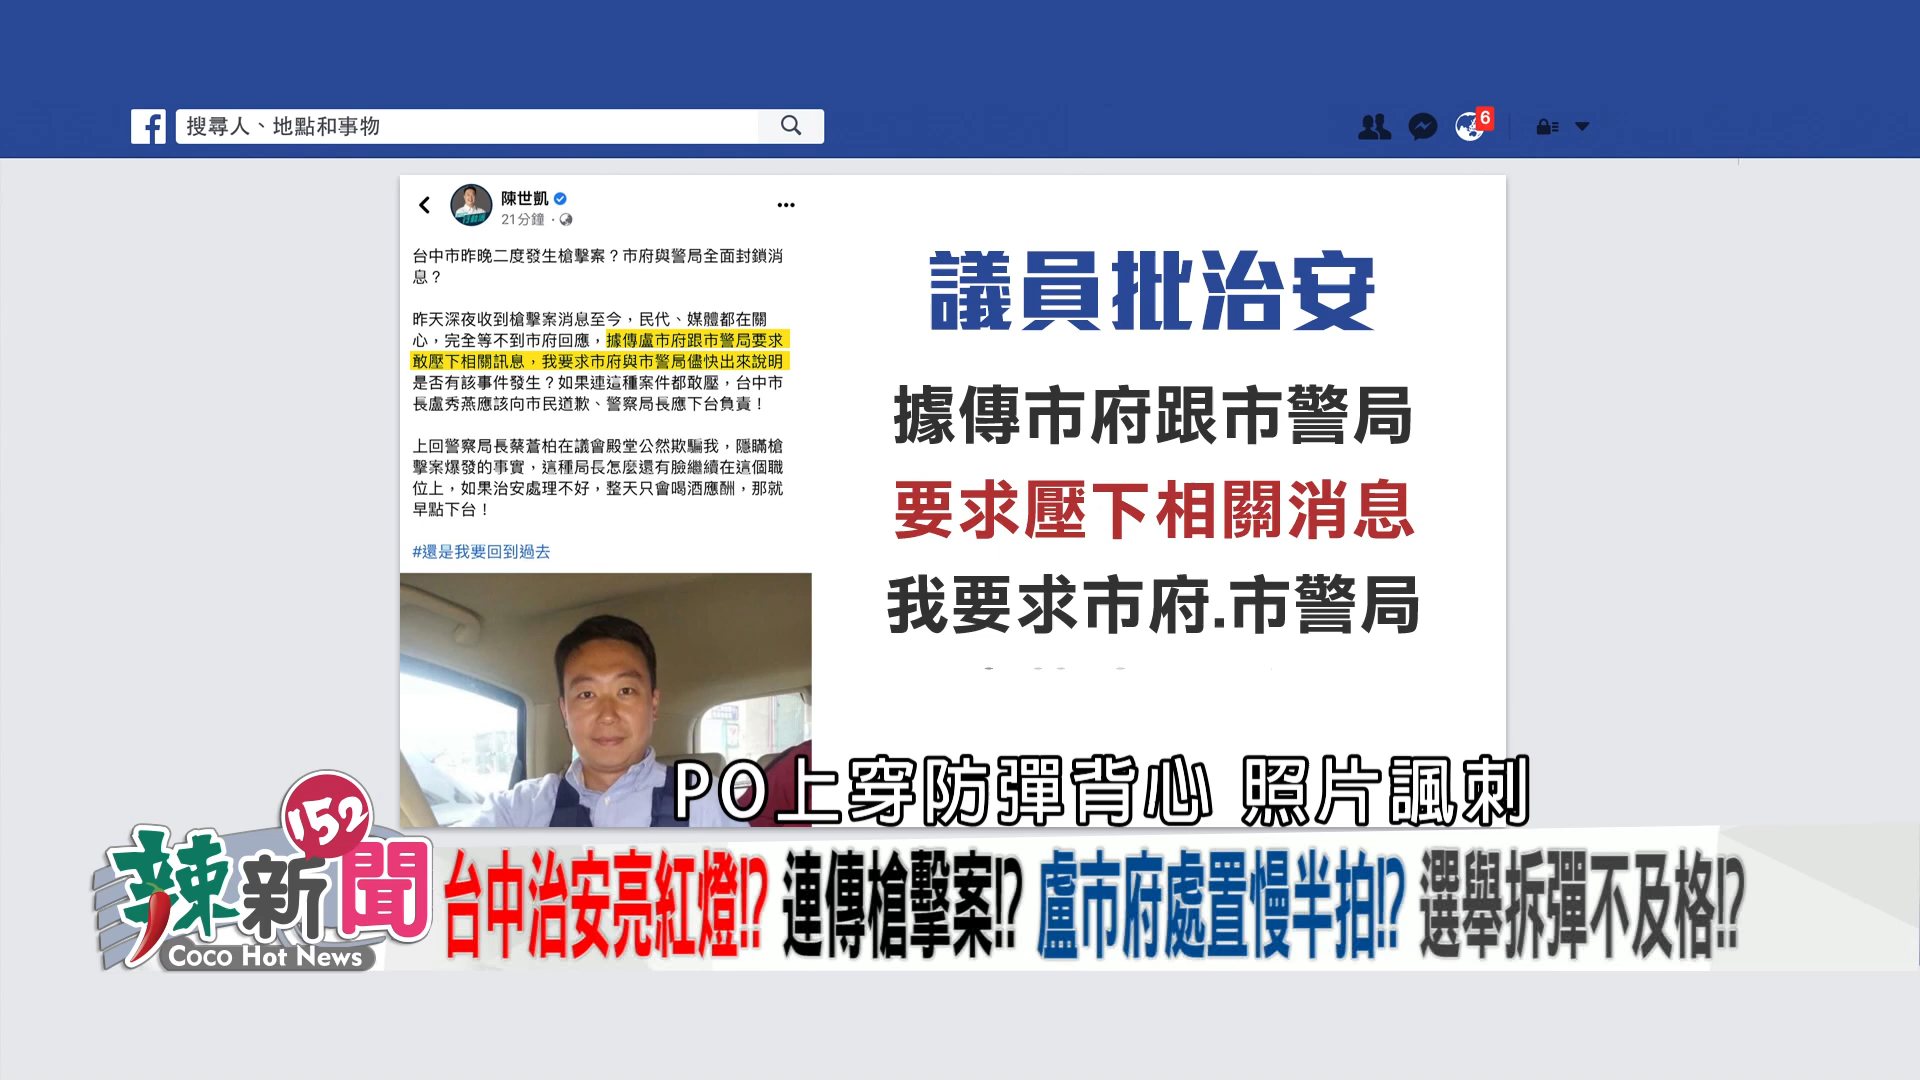 搜尋人、地點和事物
6
陳世凱
21分鐘
台中市昨晚二度發生槍擊案？市府與警局全面封鎖消
息？
昨天深夜收到槍擊案消息至今，民代、媒體都在關
心，完全等不到市府回應，據傳盧市府跟市警局要求
敢壓下相關訊息，我要求市府與市警局儘快出來說明
是否有該事件發生？如果連這種案件都敢壓，台中市
長盧秀燕應該向市民道歉、警察局長應下台負責！
上回警察局長蔡蒼柏在議會殿堂公然欺騙我，隱瞞槍
擊案爆發的事實，這種局長怎麼還有臉繼續在這個職
位上，如果治安處理不好，整天只會喝酒應酬，那就
早點下台！
#還是我要回到過去
議員批治安
據傳市府跟市警局
要求壓下相關消息
我要求市府.市警局
PO上穿防彈背心 照片諷刺
152
辣新聞
Coco Hot News
台中治安亮紅燈!? 連傳槍擊案!? 盧市府處置慢半拍!? 選舉拆彈不及格!?